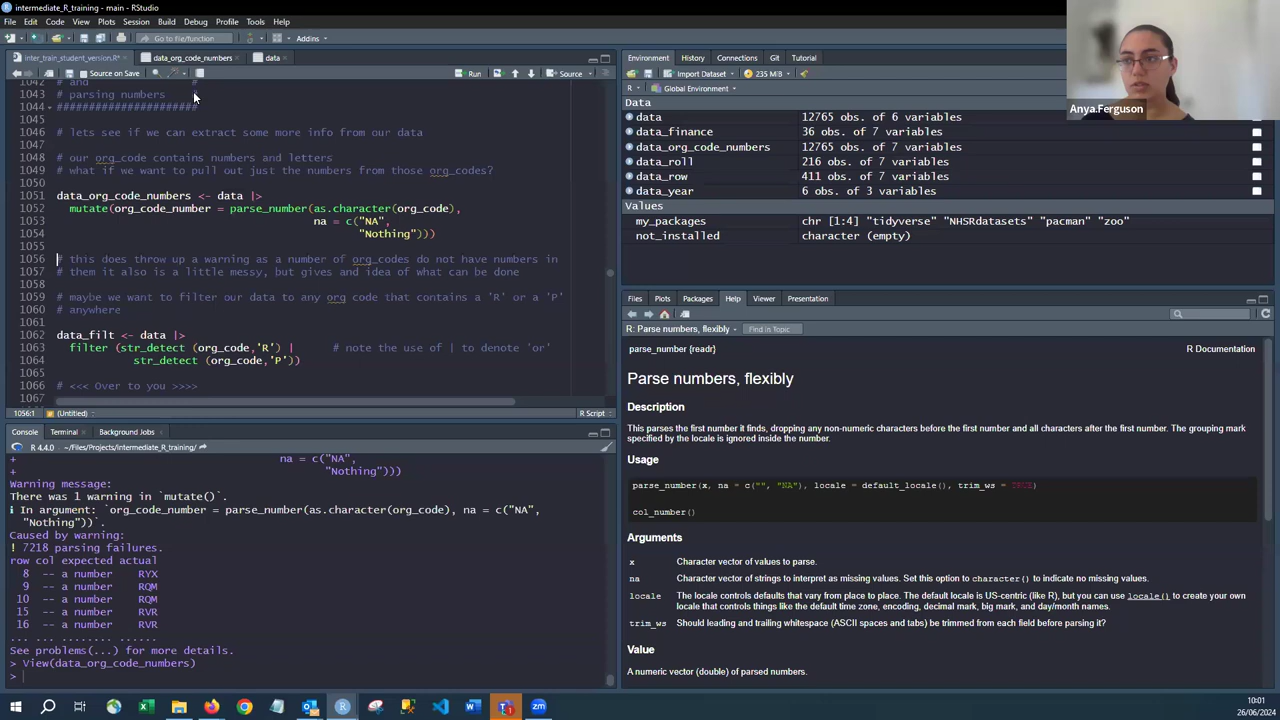 intermediate_R_training - main - RStudio
File Edit Code View Plots Session Build Debug Profile Tools Help
Go to file/function Addins
inter_train_student_version.R* data_org_code_numbers data
Source on Save Run Source
1042 # and #
1043 # parsing numbers #
1044 ######################
1045
1046 # lets see if we can extract some more info from our data
1047
1048 # our org_code contains numbers and letters
1049 # what if we want to pull out just the numbers from those org_codes?
1050
1051 data_org_code_numbers <- data |>
1052 mutate(org_code_number = parse_number(as.character(org_code),
1053 na = c("NA",
1054 "Nothing")))
1055
1056 # this does throw up a warning as a number of org_codes do not have numbers in
1057 # them it also is a little messy, but gives and idea of what can be done
1058
1059 # maybe we want to filter our data to any org code that contains a 'R' or a 'P'
1060 # anywhere
1061
1062 data_filt <- data |>
1063 filter (str_detect (org_code,'R') | # note the use of | to denote 'or'
1064 str_detect (org_code,'P'))
1065
1066 # <<< Over to you >>>>
1067
1056:1 (Untitled) R Script
Console Terminal Background Jobs
R 4.4.0 · ~/Files/Projects/intermediate_R_training/
+ na = c("NA",
+ "Nothing")))
Warning message:
There was 1 warning in `mutate()`.
ℹ In argument: `org_code_number = parse_number(as.character(org_code), na = c("NA",
"Nothing"))`.
Caused by warning:
! 7218 parsing failures.
row col expected actual
8 -- a number RYX
9 -- a number RQM
10 -- a number RQM
15 -- a number RVR
16 -- a number RVR
... ... ........ ......
See problems(...) for more details.
> View(data_org_code_numbers)
>
Environment History Connections Git Tutorial
Import Dataset 235 MiB
R Global Environment
Data
data 12765 obs. of 6 variables
data_finance 36 obs. of 7 variables
data_org_code_numbers 12765 obs. of 7 variables
data_roll 216 obs. of 7 variables
data_row 411 obs. of 7 variables
data_year 6 obs. of 3 variables
Values
my_packages chr [1:4] "tidyverse" "NHSRdatasets" "pacman" "zoo"
not_installed character (empty)
Files Plots Packages Help Viewer Presentation
R: Parse numbers, flexibly Find in Topic
parse_number {readr} R Documentation
Parse numbers, flexibly
Description
This parses the first number it finds, dropping any non-numeric characters before the first number and all characters after the first number. The grouping mark
specified by the locale is ignored inside the number.
Usage
parse_number(x, na = c("", "NA"), locale = default_locale(), trim_ws = TRUE)
col_number()
Arguments
x Character vector of values to parse.
na Character vector of strings to interpret as missing values. Set this option to character() to indicate no missing values.
locale The locale controls defaults that vary from place to place. The default locale is US-centric (like R), but you can use locale() to create your own
locale that controls things like the default time zone, encoding, decimal mark, big mark, and day/month names.
trim_ws Should leading and trailing whitespace (ASCII spaces and tabs) be trimmed from each field before parsing it?
Value
A numeric vector (double) of parsed numbers.
Anya.Ferguson
10:01
26/06/2024